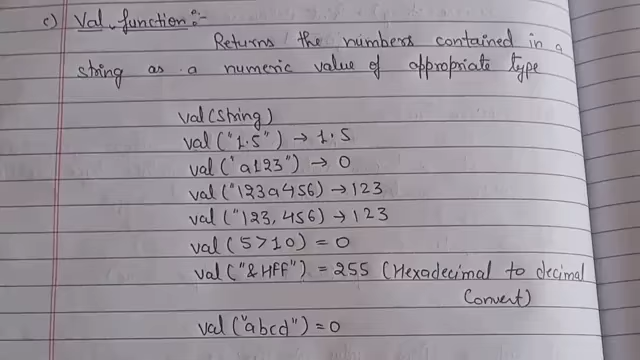 c) Val function :-
Returns the numbers contained in a
string as a numeric value of appropriate type
val(string)
val("1.5") → 1.5
val("a123") → 0
val("123a456) → 123
val("123,456) → 123
val(5>10) = 0
val("&HFF") = 255 (Hexadecimal to decimal
Convert)
val("abcd") = 0